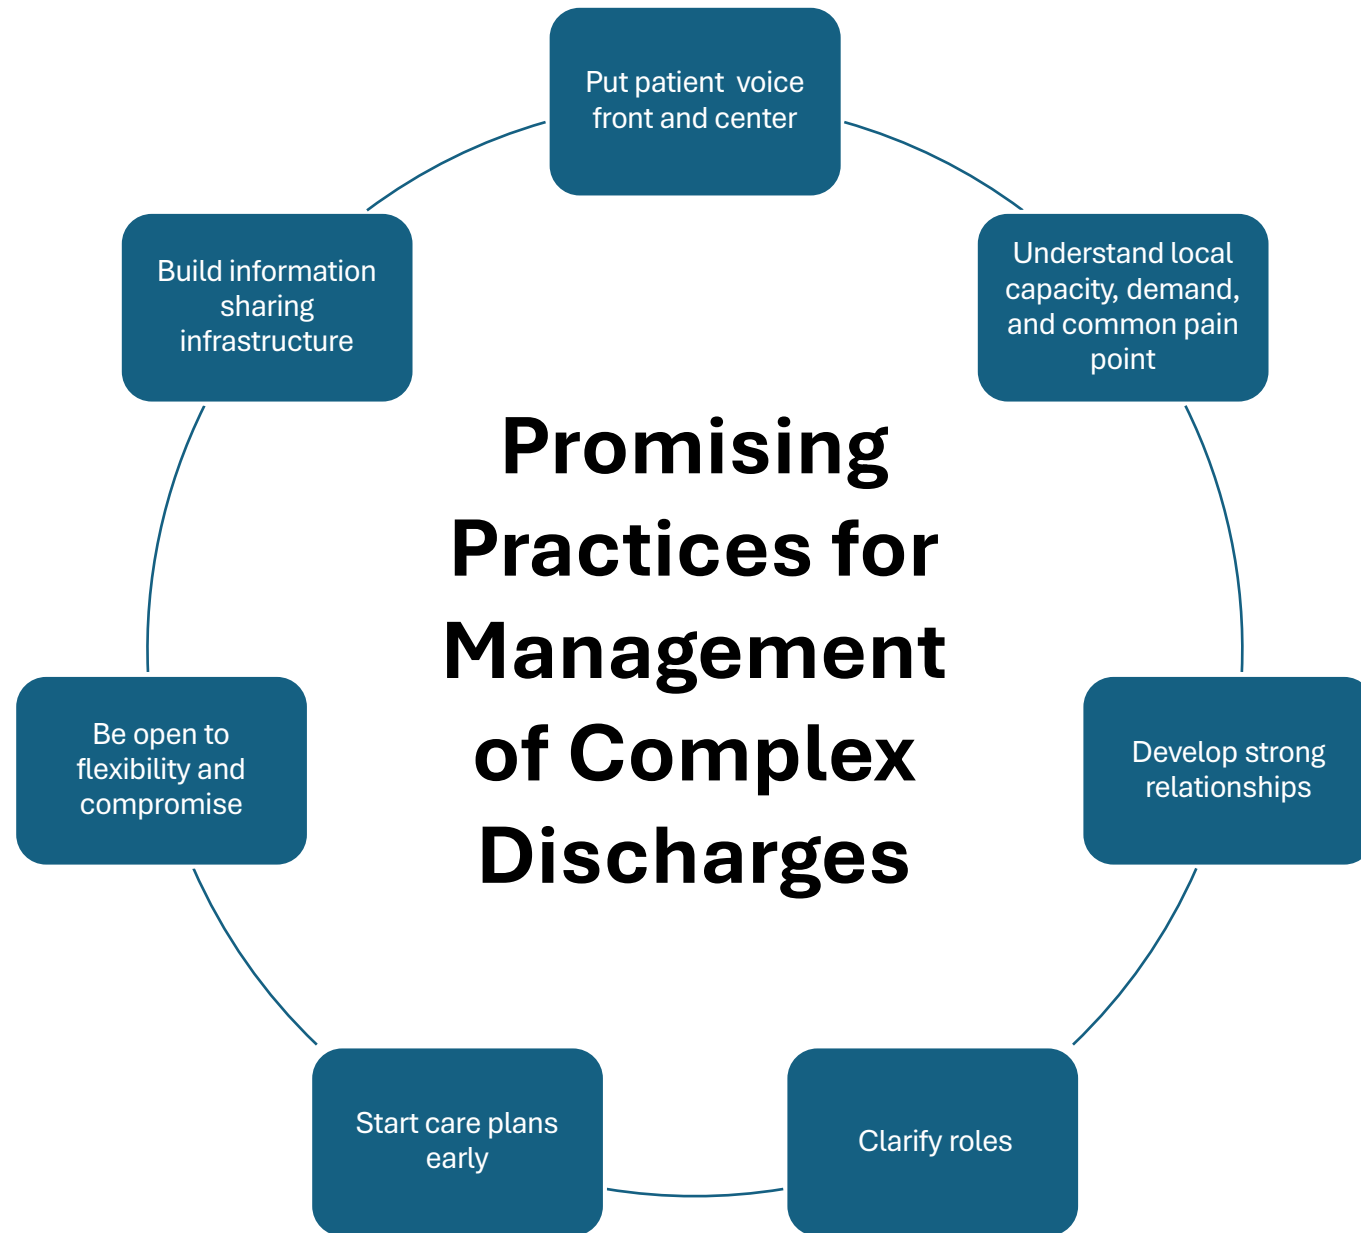 Put patient  voice
front and center
Understand local
capacity, demand,
and common pain
point
Develop strong
relationships
Clarify roles
Start care plans
early
Be open to
flexibility and
compromise
Build information
sharing
infrastructure
Promising
Practices for
Management
of Complex
Discharges